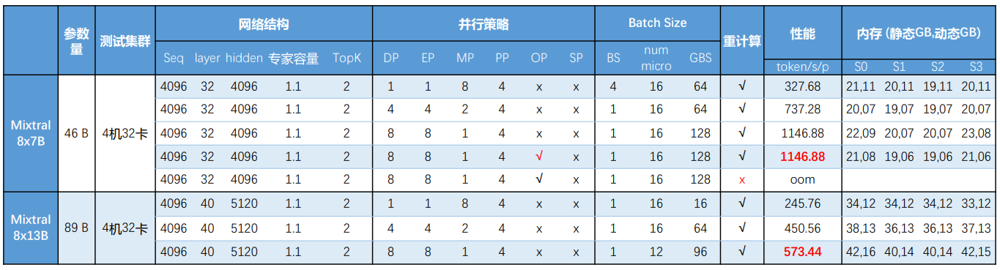 参数量 测试集群 网络结构 并行策略 Batch Size 重计算 性能 内存 (静态GB,动态GB)
Seq layer hidden 专家容量 TopK DP EP MP PP OP SP BS num micro GBS token/s/p S0 S1 S2 S3
Mixtral 8x7B 46 B 4机32卡
4096 32 4096 1.1 2 1 1 8 4 x x 4 16 64 √ 327.68 21,11 20,11 19,11 20,11
4096 32 4096 1.1 2 4 4 2 4 x x 1 16 64 √ 737.28 20,07 19,07 19,07 20,07
4096 32 4096 1.1 2 8 8 1 4 x x 1 16 128 √ 1146.88 22,09 20,07 20,07 23,08
4096 32 4096 1.1 2 8 8 1 4 √ x 1 16 128 √ 1146.88 21,08 19,06 19,06 21,06
4096 32 4096 1.1 2 8 8 1 4 √ x 1 16 128 x oom
Mixtral 8x13B 89 B 4机32卡
4096 40 5120 1.1 2 1 1 8 4 x x 1 16 16 √ 245.76 34,12 34,12 34,12 33,12
4096 40 5120 1.1 2 4 4 2 4 x x 1 16 64 √ 450.56 38,13 36,13 36,13 37,13
4096 40 5120 1.1 2 8 8 1 4 x x 1 12 96 √ 573.44 42,16 40,14 40,14 42,15